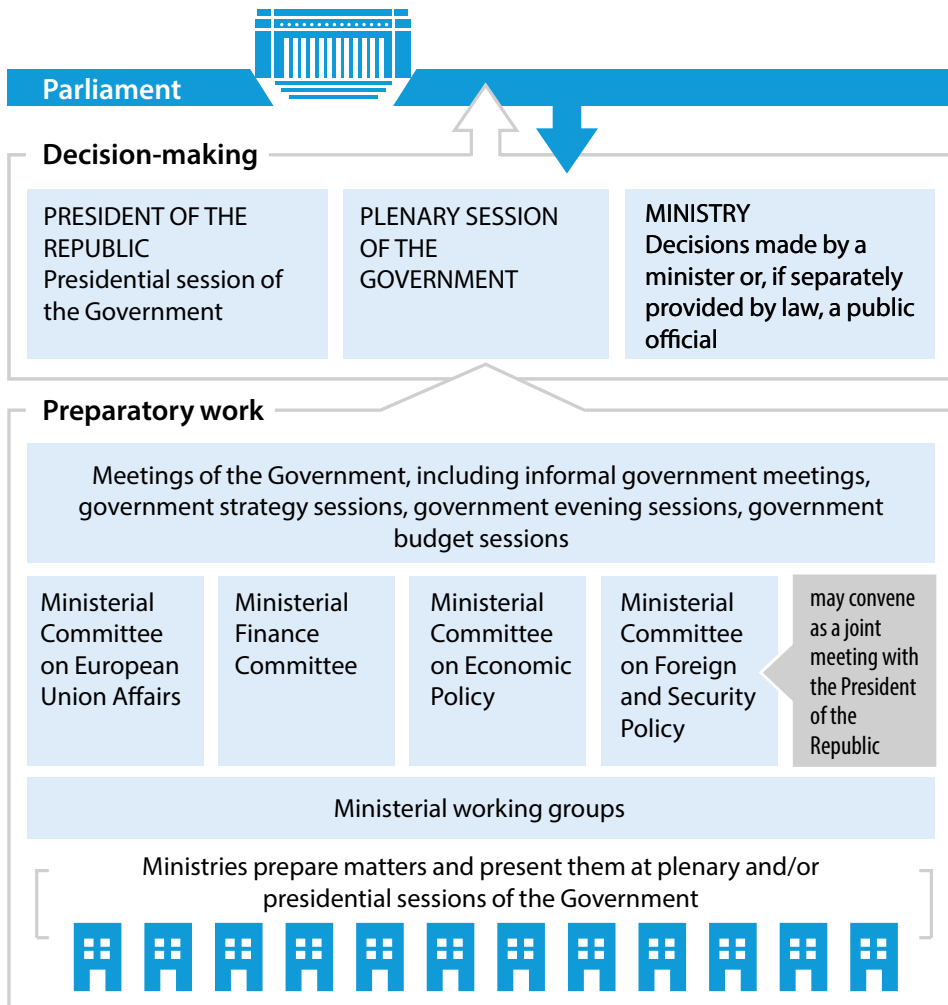 Parliament
Decision-making
PRESIDENT OF THE
REPUBLIC
Presidential session of
the Government
PLENARY SESSION
OF THE
GOVERNMENT
MINISTRY
Decisions made by a
minister or, if separately
provided by law, a public
official
Preparatory work
Meetings of the Government, including informal government meetings,
government strategy sessions, government evening sessions, government
budget sessions
Ministerial
Committee
on European
Union Affairs
Ministerial
Finance
Committee
Ministerial
Committee
on Economic
Policy
Ministerial
Committee
on Foreign
and Security
Policy
may convene
as a joint
meeting with
the President
of the
Republic
Ministerial working groups
Ministries prepare matters and present them at plenary and/or
presidential sessions of the Government